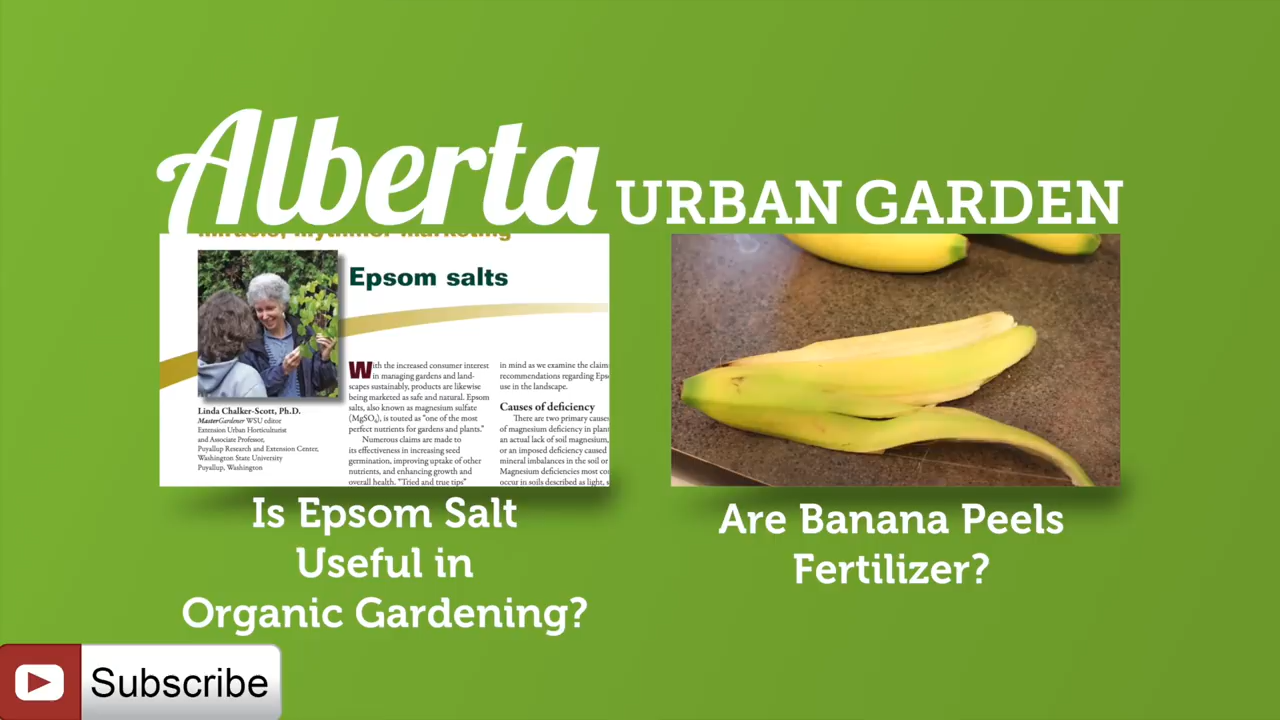 Alberta URBAN GARDEN
Epsom salts
With the increased consumer interest
in managing gardens and land-
scapes sustainably, products are likewise
being marketed as safe and natural. Epsom
salts, also known as magnesium sulfate
(MgSO₄), is touted as "one of the most
perfect nutrients for gardens and plants."
Numerous claims are made to
its effectiveness in increasing seed
germination, improving uptake of other
nutrients, and enhancing growth and
overall health. "Tried and true tips"
in mind as we examine the claim
recommendations regarding Eps
use in the landscape.
Causes of deficiency
There are two primary cause
of magnesium deficiency in plant
an actual lack of soil magnesium,
or an imposed deficiency caused
mineral imbalances in the soil or
Magnesium deficiencies most co
occur in soils described as light, s
Linda Chalker-Scott, Ph.D.
MasterGardener WSU editor
Extension Urban Horticulturist
and Associate Professor,
Puyallup Research and Extension Center,
Washington State University
Puyallup, Washington
Is Epsom Salt
Useful in
Organic Gardening?
Are Banana Peels
Fertilizer?
Subscribe